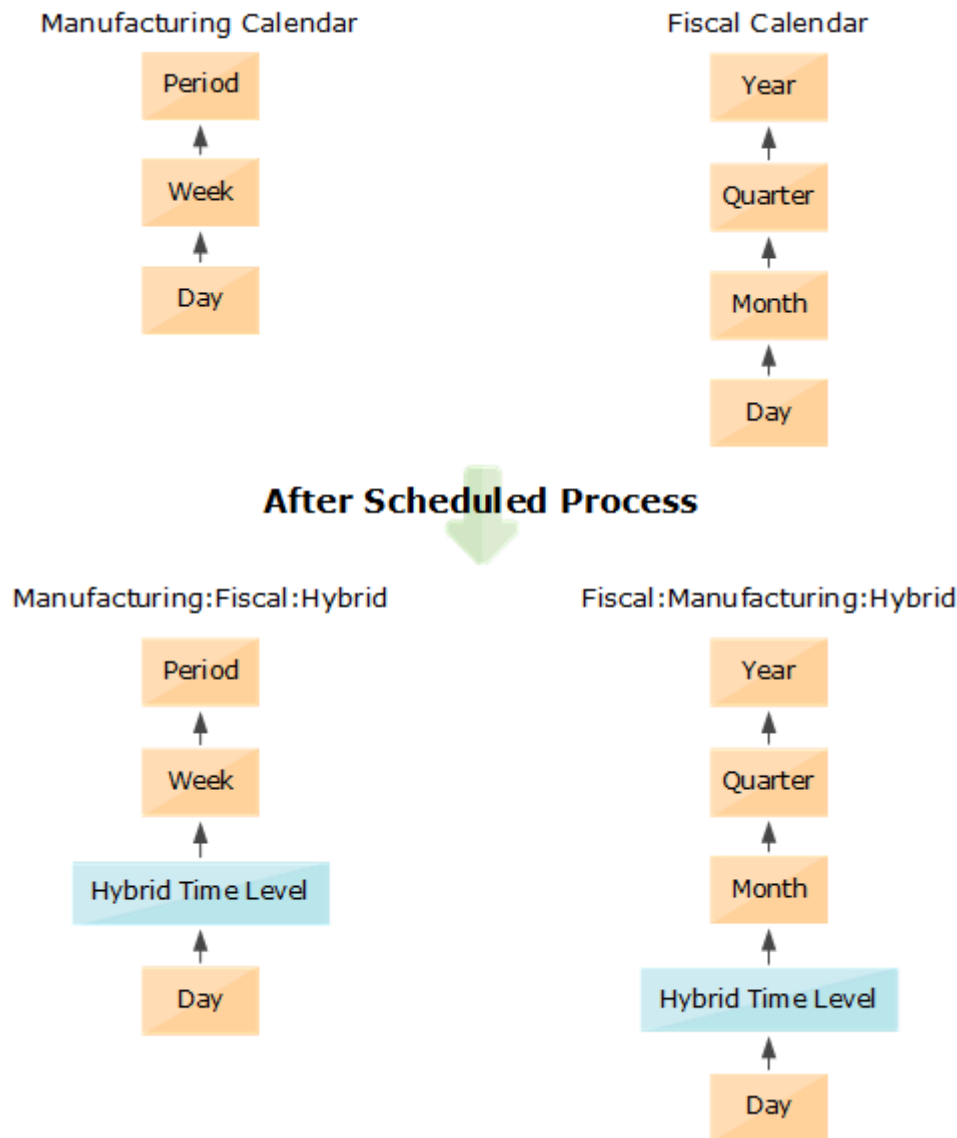 Manufacturing Calendar
Period
Week
Day
Fiscal Calendar
Year
Quarter
Month
Day
After Scheduled Process
Manufacturing:Fiscal:Hybrid
Period
Week
Hybrid Time Level
Day
Fiscal:Manufacturing:Hybrid
Year
Quarter
Month
Hybrid Time Level
Day